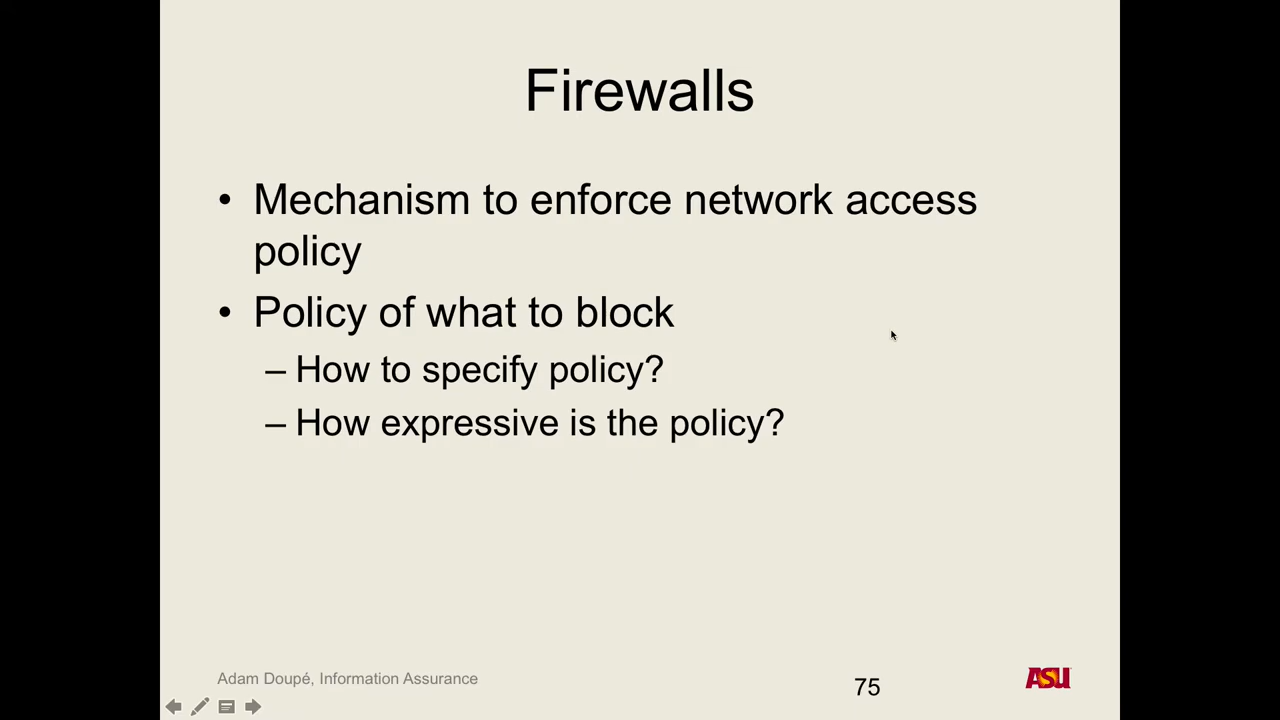 Firewalls
• Mechanism to enforce network access
policy
• Policy of what to block
– How to specify policy?
– How expressive is the policy?
Adam Doupé, Information Assurance
75
ASU